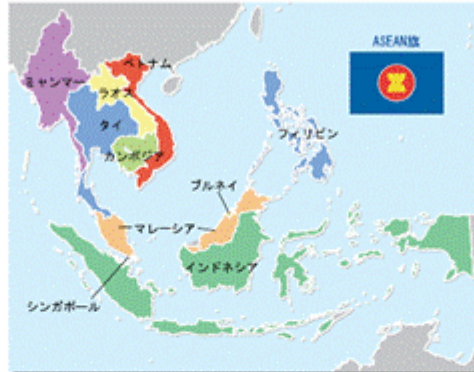 ASEAN旗
ベトナム
ミャンマー
ラオス
タイ
フィリピン
カンボジア
ブルネイ
マレーシア
インドネシア
シンガポール